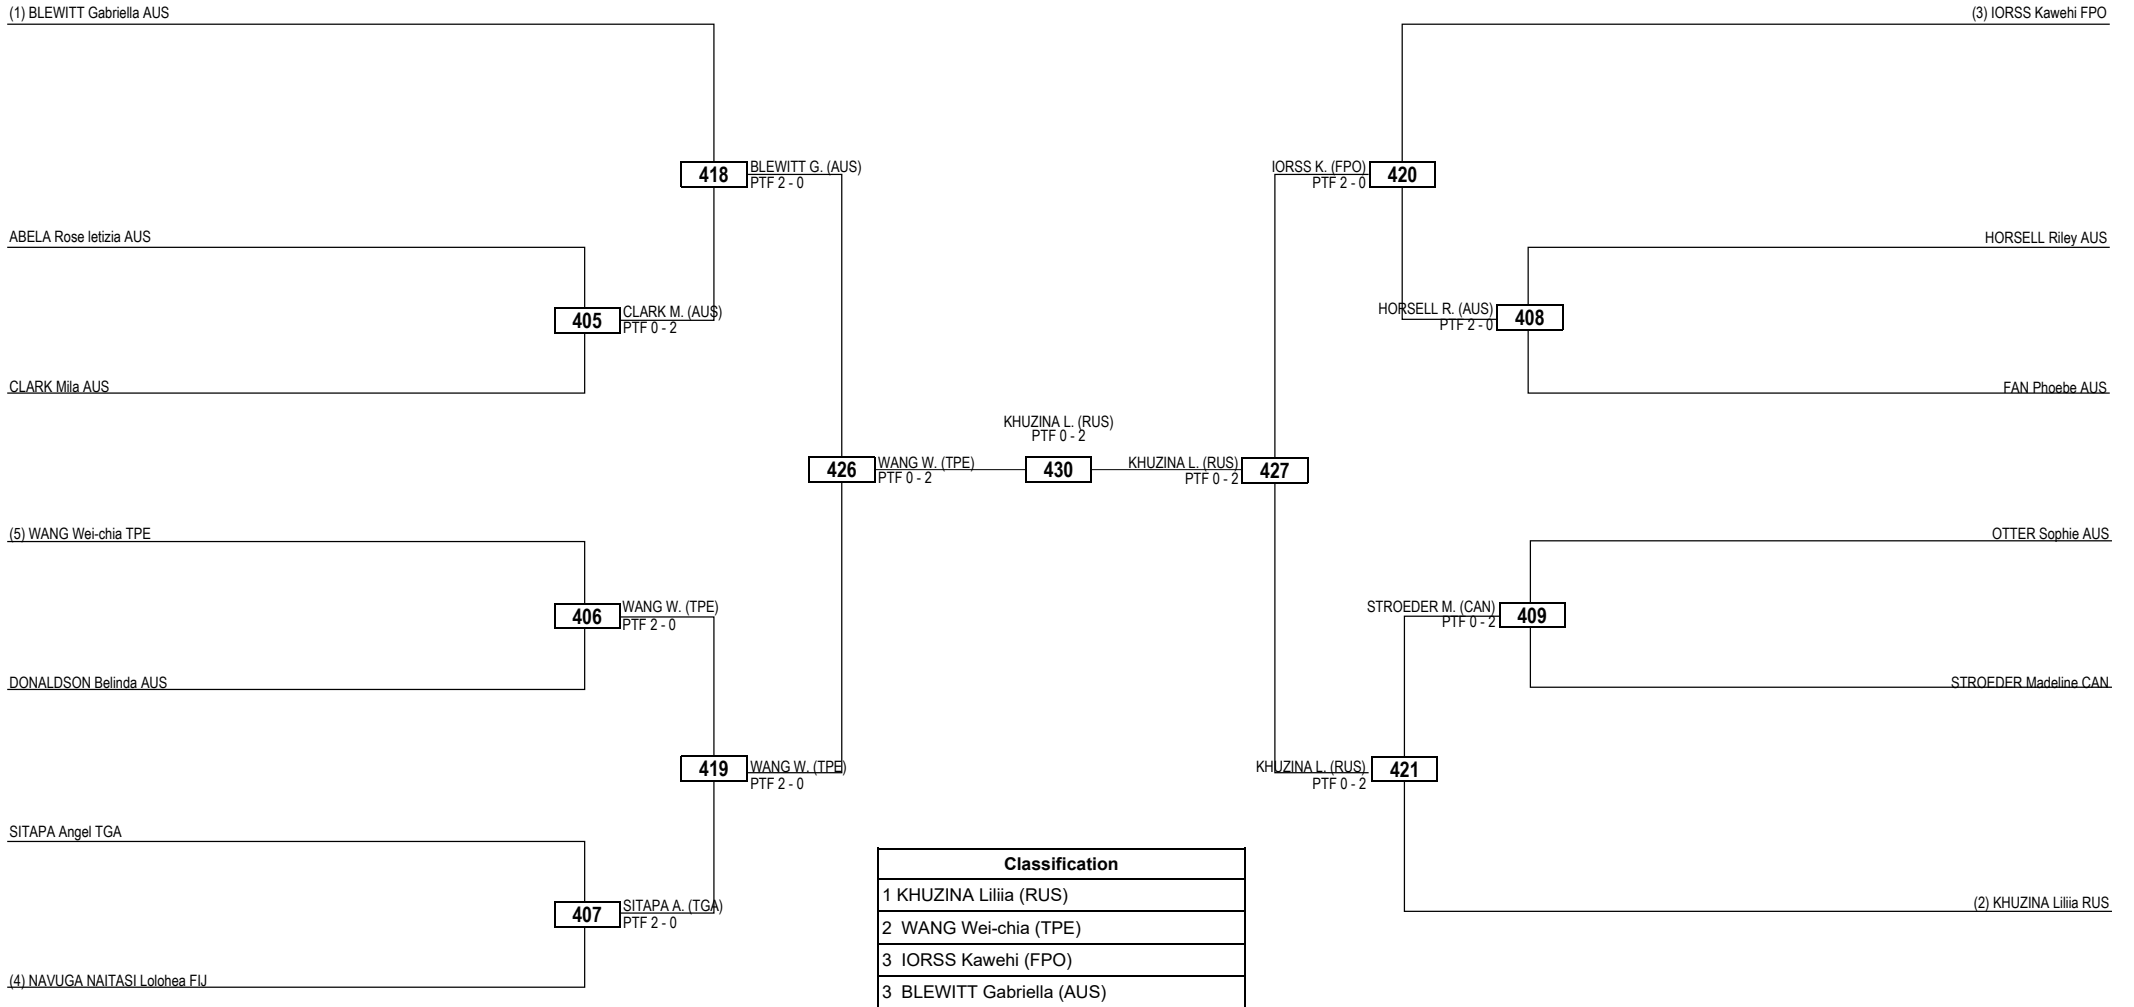 (1) BLEWITT Gabriella AUS
(3) IORSS Kawehi FPO
418
BLEWITT G. (AUS)
PTF 2 - 0
IORSS K. (FPO)
PTF 2 - 0
420
ABELA Rose letizia AUS
HORSELL Riley AUS
405
CLARK M. (AUS)
PTF 0 - 2
HORSELL R. (AUS)
PTF 2 - 0
408
CLARK Mila AUS
FAN Phoebe AUS
KHUZINA L. (RUS)
PTF 0 - 2
426
WANG W. (TPE)
PTF 0 - 2
430
KHUZINA L. (RUS)
PTF 0 - 2
427
(5) WANG Wei-chia TPE
OTTER Sophie AUS
406
WANG W. (TPE)
PTF 2 - 0
STROEDER M. (CAN)
PTF 0 - 2
409
DONALDSON Belinda AUS
STROEDER Madeline CAN
419
WANG W. (TPE)
PTF 2 - 0
KHUZINA L. (RUS)
PTF 0 - 2
421
SITAPA Angel TGA
407
SITAPA A. (TGA)
PTF 2 - 0
(2) KHUZINA Liliia RUS
(4) NAVUGA NAITASI Lolohea FIJ
Classification
1 KHUZINA Liliia (RUS)
2 WANG Wei-chia (TPE)
3 IORSS Kawehi (FPO)
3 BLEWITT Gabriella (AUS)